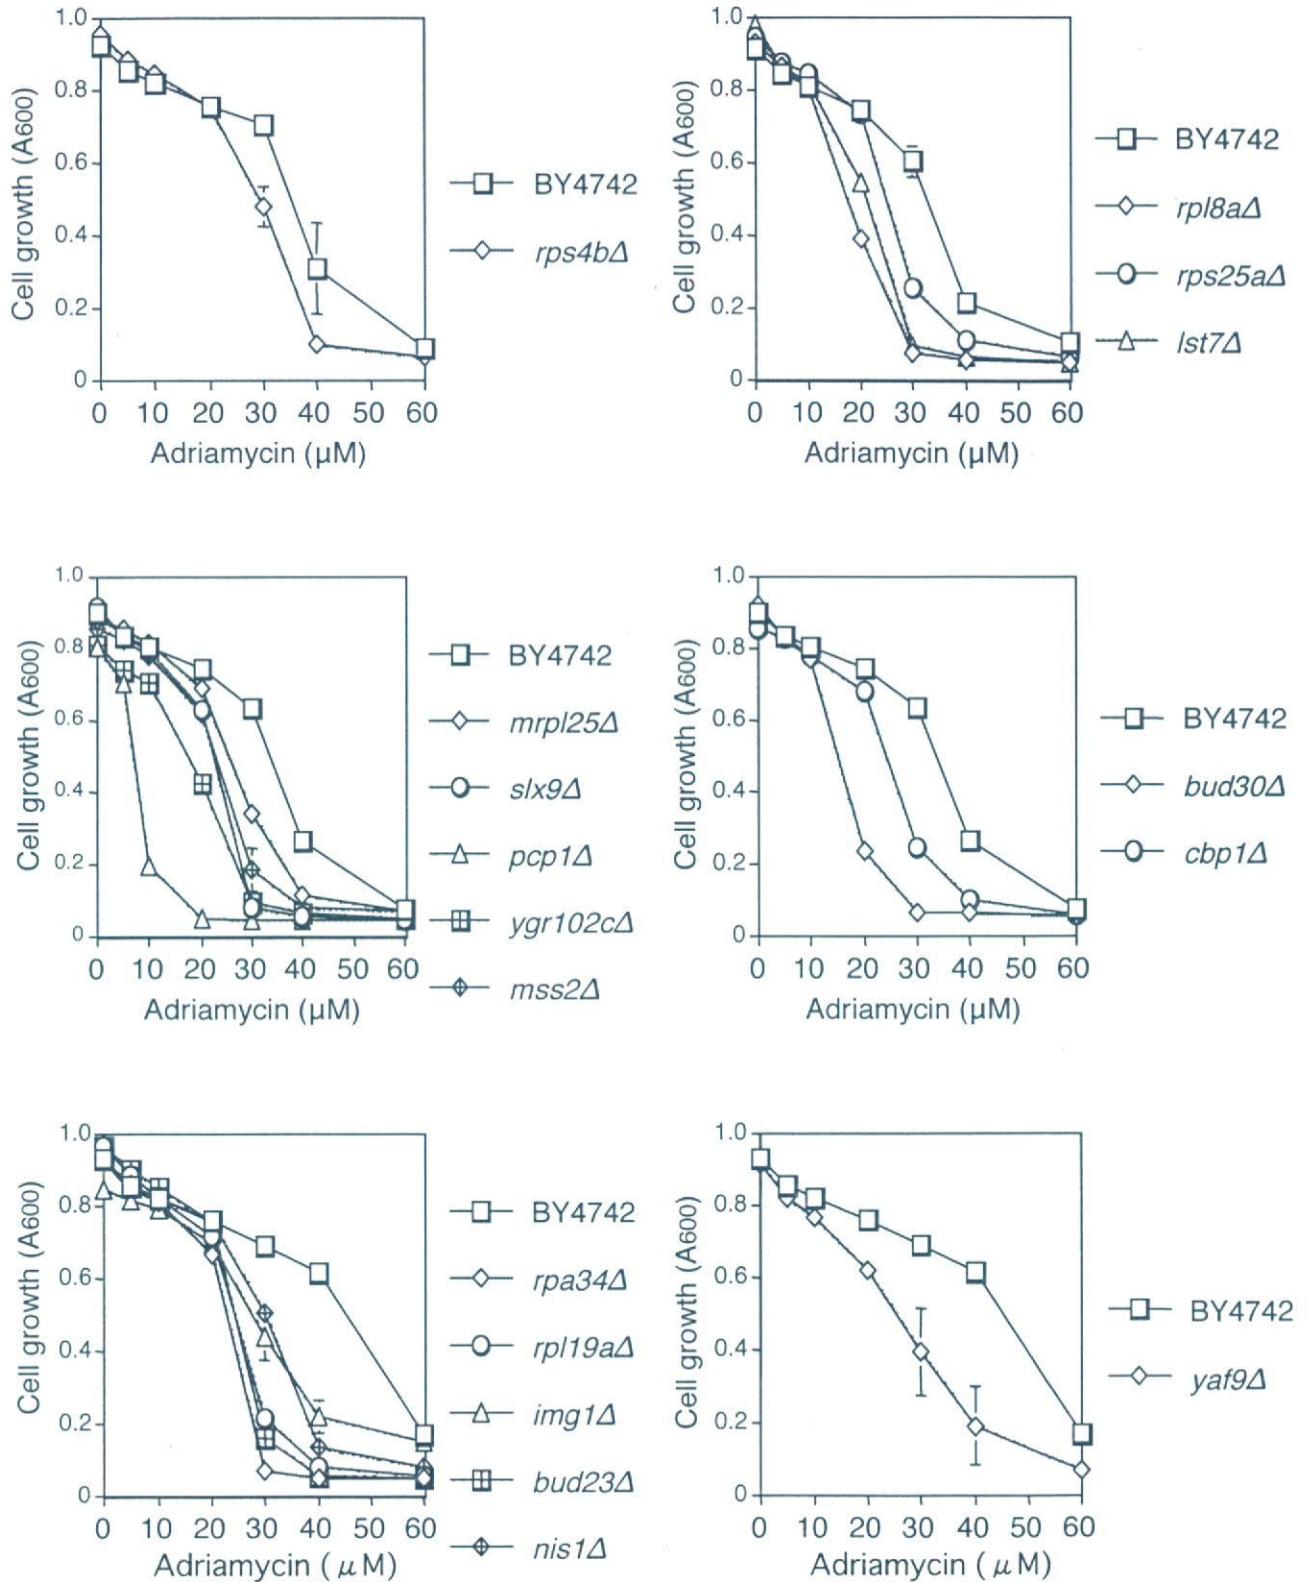 1.0
0.8
0.6
0.4
0.2
0
Cell growth (A600)
0 10 20 30 40 50 60
Adriamycin (µM)
BY4742
rps4bΔ
1.0
0.8
0.6
0.4
0.2
0
Cell growth (A600)
0 10 20 30 40 50 60
Adriamycin (µM)
BY4742
rpl8aΔ
rps25aΔ
lst7Δ
1.0
0.8
0.6
0.4
0.2
0
Cell growth (A600)
0 10 20 30 40 50 60
Adriamycin (µM)
BY4742
mrpl25Δ
slx9Δ
pcp1Δ
ygr102cΔ
mss2Δ
1.0
0.8
0.6
0.4
0.2
0
Cell growth (A600)
0 10 20 30 40 50 60
Adriamycin (µM)
BY4742
bud30Δ
cbp1Δ
1.0
0.8
0.6
0.4
0.2
0
Cell growth (A600)
0 10 20 30 40 50 60
Adriamycin ( µM)
BY4742
rpa34Δ
rpl19aΔ
img1Δ
bud23Δ
nis1Δ
1.0
0.8
0.6
0.4
0.2
0
Cell growth (A600)
0 10 20 30 40 50 60
Adriamycin ( µM)
BY4742
yaf9Δ